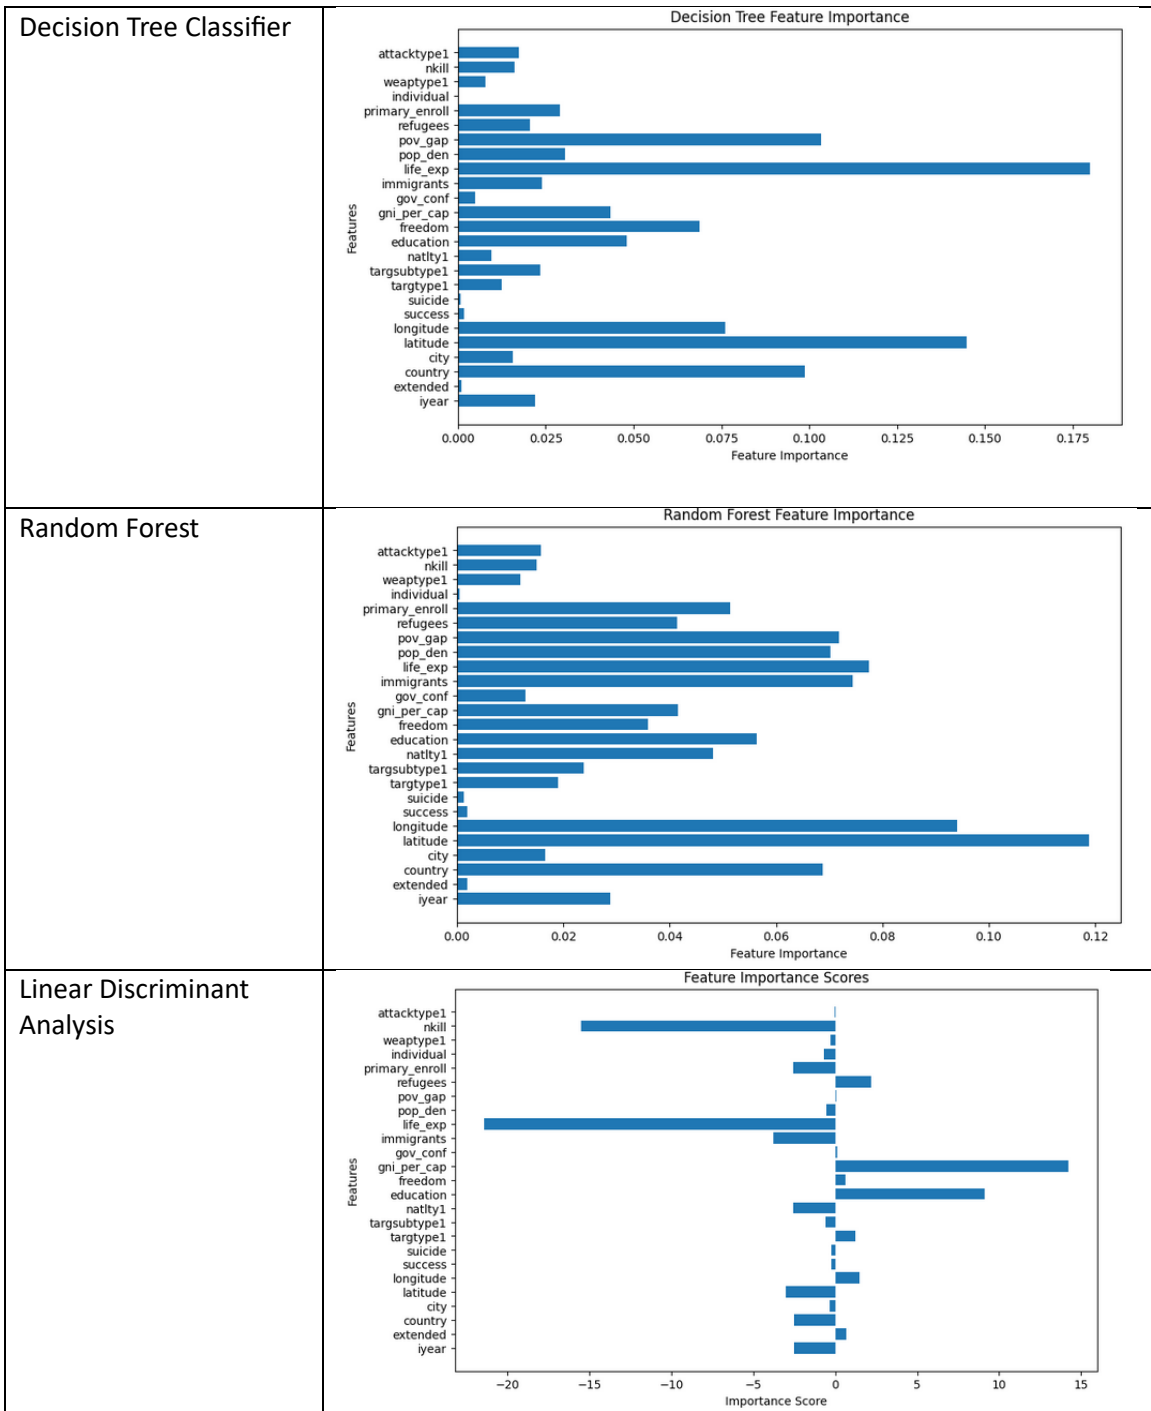 Decision Tree Classifier
Decision Tree Feature Importance
attacktype1
nkill
weaptype1
individual
primary_enroll
refugees
pov_gap
pop_den
life_exp
immigrants
gov_conf
gni_per_cap
freedom
education
natlty1
targsubtype1
targtype1
suicide
success
longitude
latitude
city
country
extended
iyear
Features
0.000 0.025 0.050 0.075 0.100 0.125 0.150 0.175
Feature Importance
Random Forest
Random Forest Feature Importance
attacktype1
nkill
weaptype1
individual
primary_enroll
refugees
pov_gap
pop_den
life_exp
immigrants
gov_conf
gni_per_cap
freedom
education
natlty1
targsubtype1
targtype1
suicide
success
longitude
latitude
city
country
extended
iyear
Features
0.00 0.02 0.04 0.06 0.08 0.10 0.12
Feature Importance
Linear Discriminant
Analysis
Feature Importance Scores
attacktype1
nkill
weaptype1
individual
primary_enroll
refugees
pov_gap
pop_den
life_exp
immigrants
gov_conf
gni_per_cap
freedom
education
natlty1
targsubtype1
targtype1
suicide
success
longitude
latitude
city
country
extended
iyear
Features
−20 −15 −10 −5 0 5 10 15
Importance Score